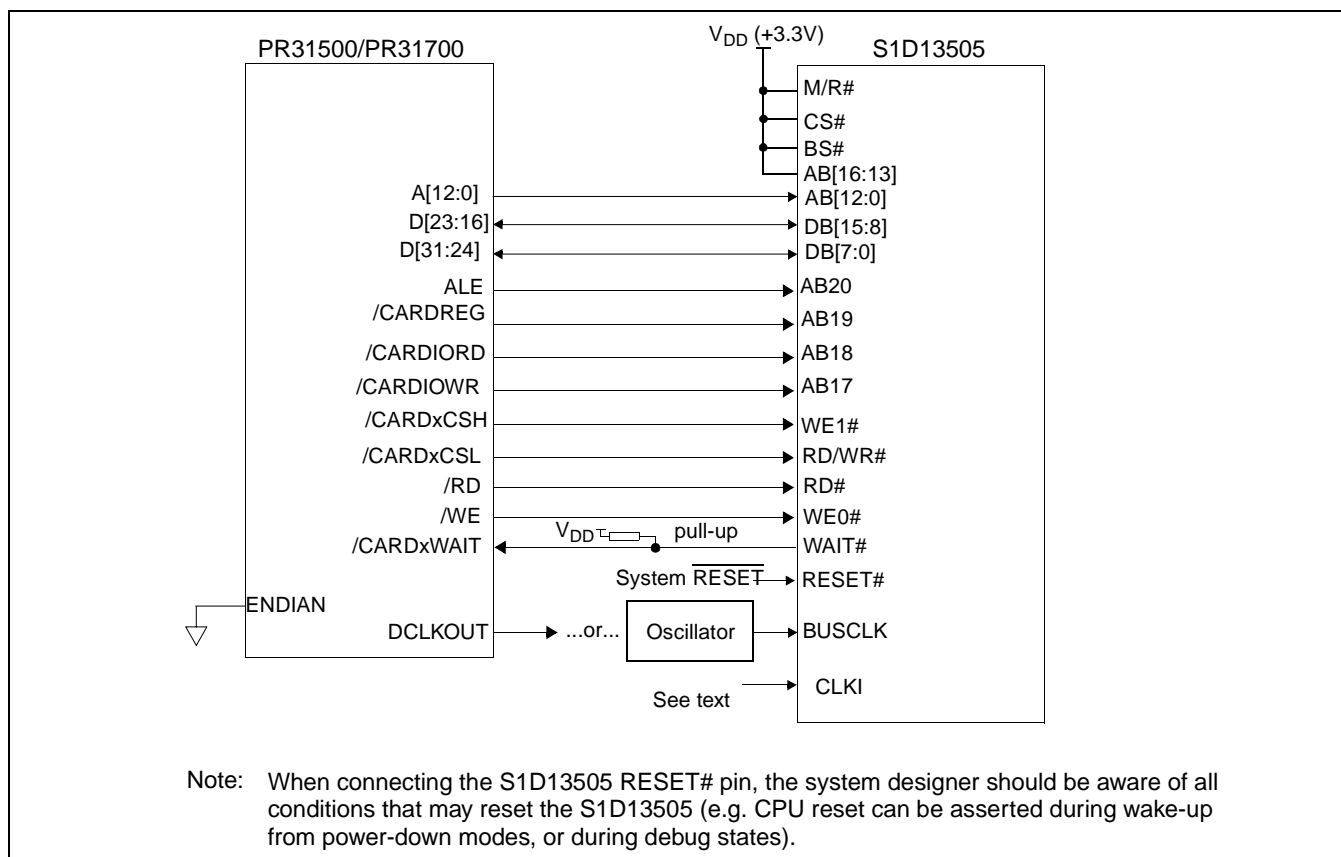 PR31500/PR31700
VDD (+3.3V)
S1D13505
M/R#
CS#
BS#
AB[16:13]
A[12:0]
AB[12:0]
D[23:16]
DB[15:8]
D[31:24]
DB[7:0]
ALE
AB20
/CARDREG
AB19
/CARDIORD
AB18
/CARDIOWR
AB17
/CARDxCSH
WE1#
/CARDxCSL
RD/WR#
/RD
RD#
/WE
WE0#
VDD
pull-up
/CARDxWAIT
WAIT#
System RESET
RESET#
ENDIAN
DCLKOUT
...or...
Oscillator
BUSCLK
See text
CLKI
Note: When connecting the S1D13505 RESET# pin, the system designer should be aware of all
conditions that may reset the S1D13505 (e.g. CPU reset can be asserted during wake-up
from power-down modes, or during debug states).